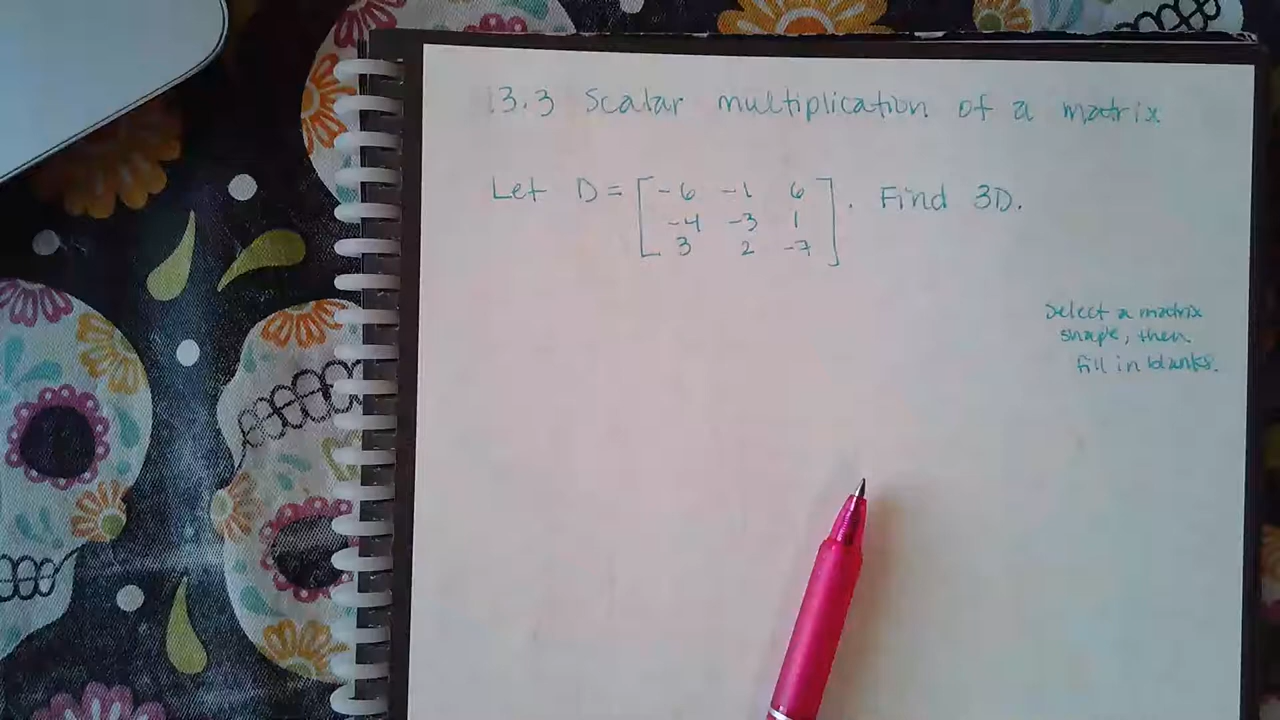 13.3 Scalar multiplication of a matrix
Let D = [ -6 -1 6 ]. Find 3D.
-4 -3 1
3 2 -7
Select a matrix
shape, then
fill in blanks.